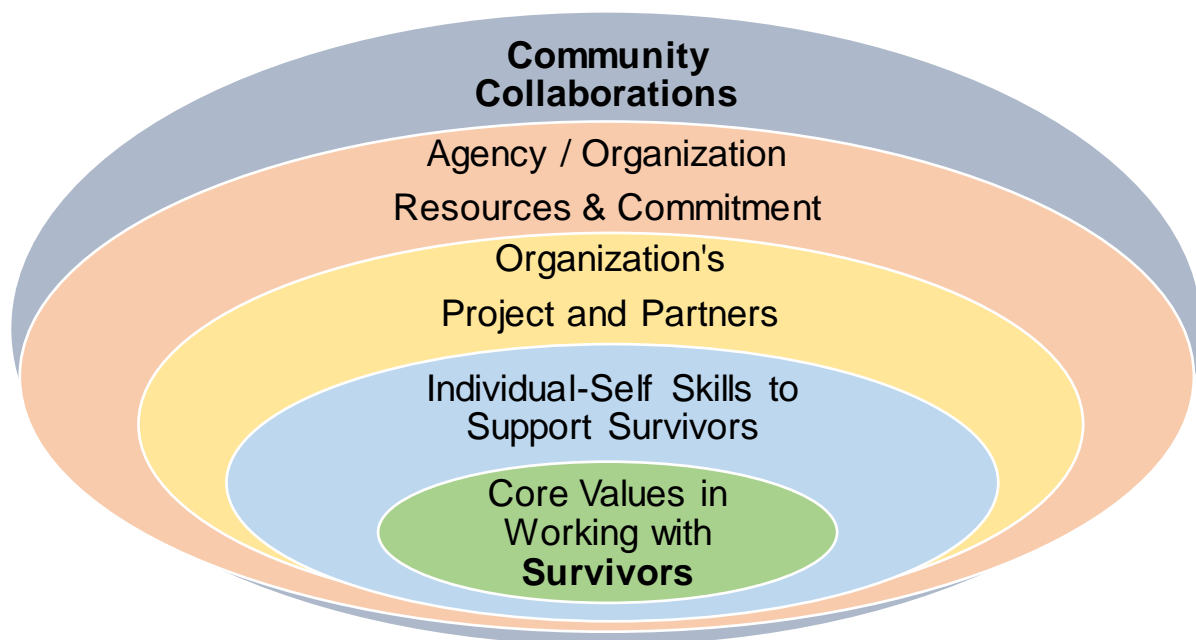 Community
Collaborations
Agency / Organization
Resources & Commitment
Organization's
Project and Partners
Individual-Self Skills to
Support Survivors
Core Values in
Working with
Survivors